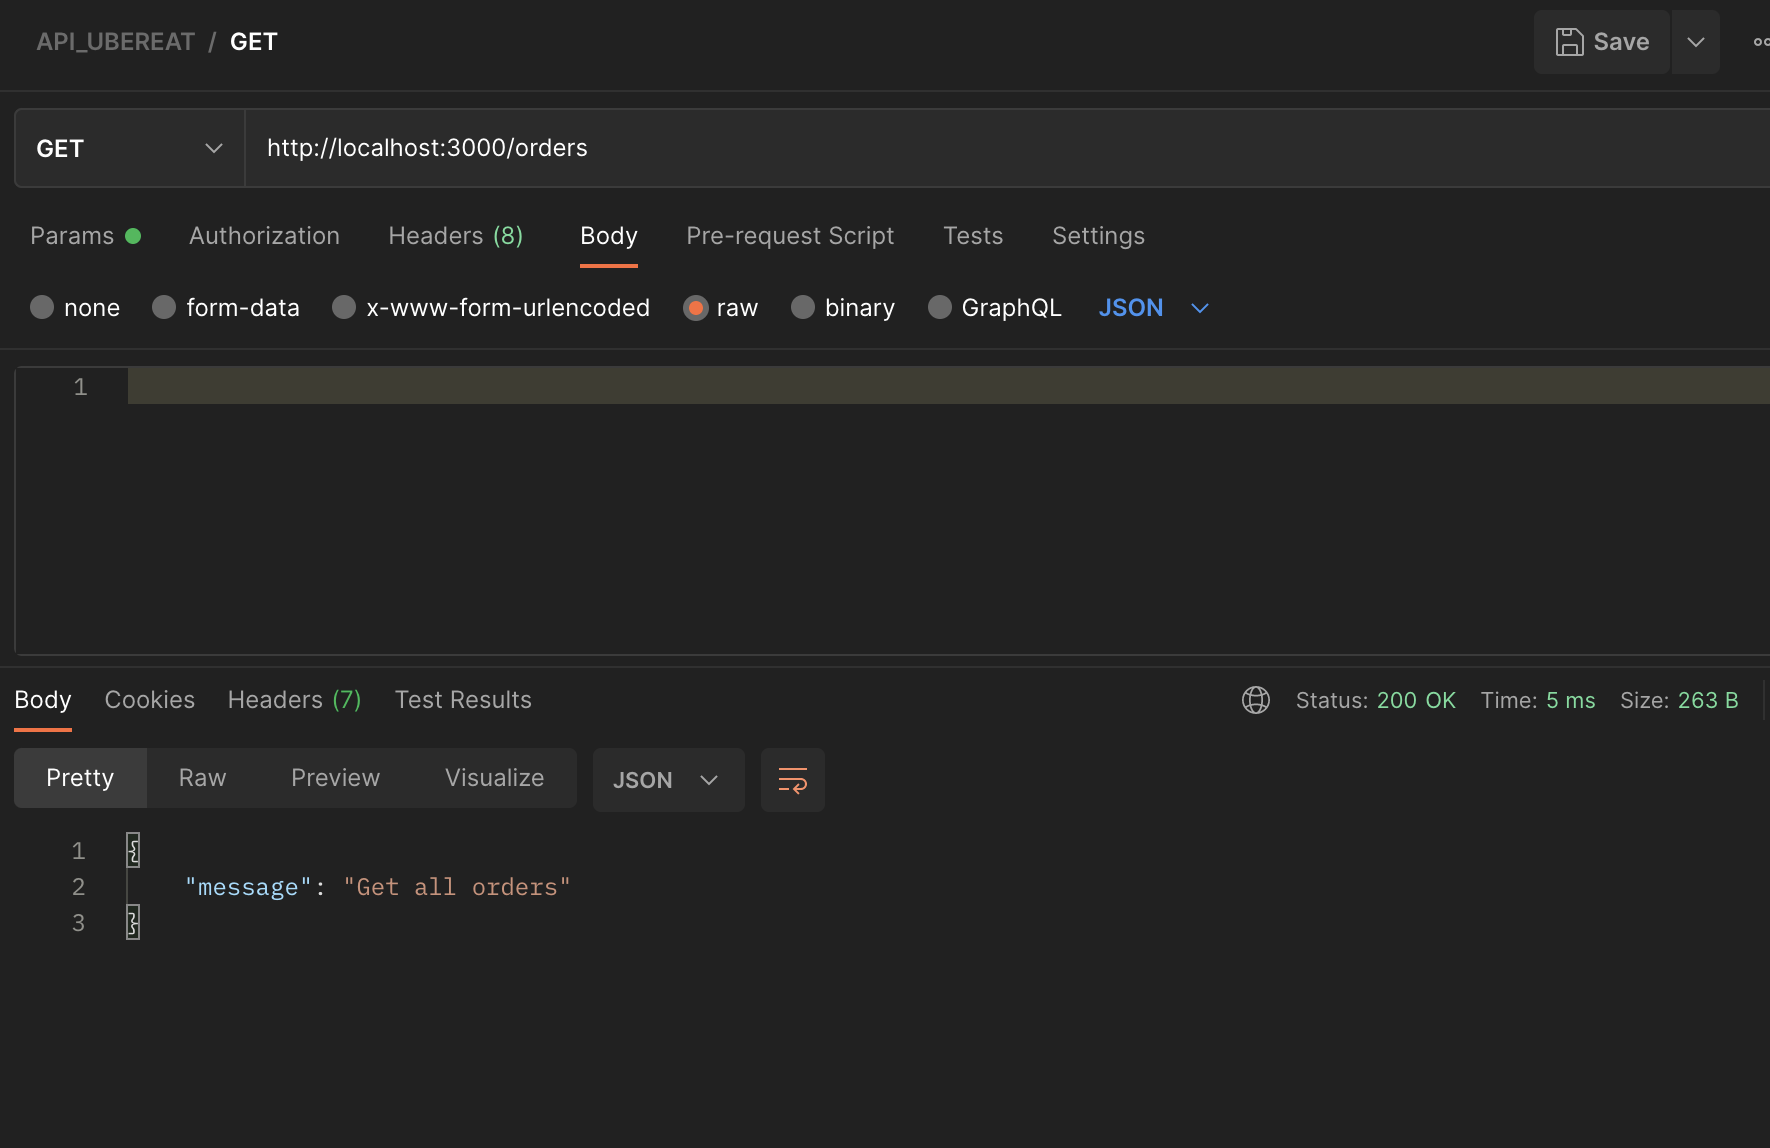 API_UBEREAT / GET
Save
GET
http://localhost:3000/orders
Params Authorization Headers (8) Body Pre-request Script Tests Settings
none form-data x-www-form-urlencoded raw binary GraphQL JSON
1
Body Cookies Headers (7) Test Results Status: 200 OK Time: 5 ms Size: 263 B
Pretty Raw Preview Visualize JSON
1 {
2 "message": "Get all orders"
3 }